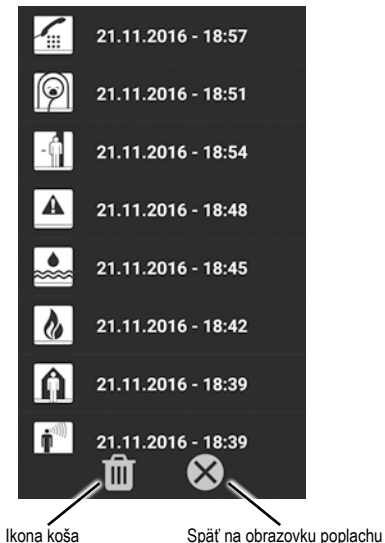 21.11.2016 - 18:57
21.11.2016 - 18:51
21.11.2016 - 18:54
21.11.2016 - 18:48
21.11.2016 - 18:45
21.11.2016 - 18:42
21.11.2016 - 18:39
21.11.2016 - 18:39
Ikona koša Späť na obrazovku poplachu